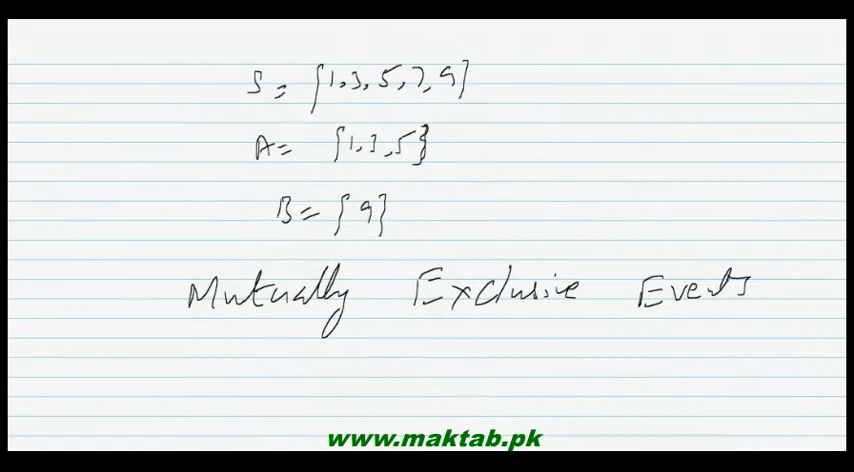 S = {1, 3, 5, 7, 9}
A = {1, 3, 5}
B = {9}
Mutually Exclusive Events
www.maktab.pk